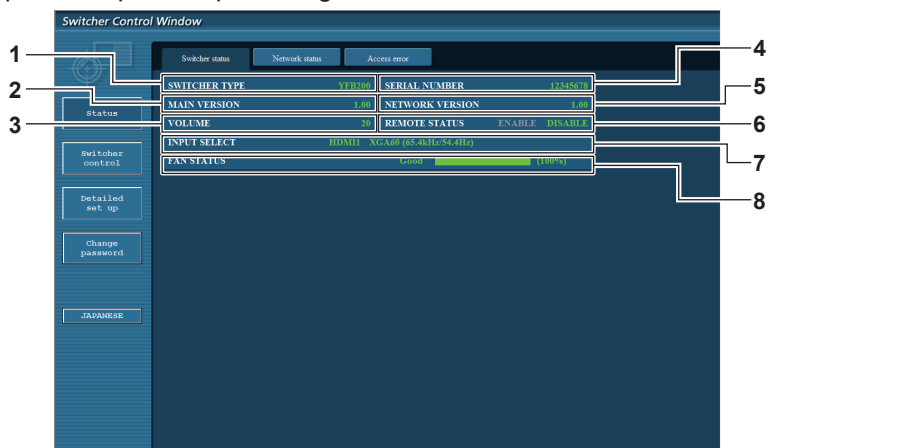 Switcher Control Window
Switcher status Network status Access error
SWITCHER TYPE YFB200 SERIAL NUMBER 12345678
MAIN VERSION 1.00 NETWORK VERSION 1.00
VOLUME 20 REMOTE STATUS ENABLE DISABLE
INPUT SELECT HDMI1 XGA60 (65.4kHz/54.4Hz)
FAN STATUS Good (100%)
Status
Switcher
control
Detailed
set up
Change
password
JAPANESE
1
2
3
4
5
6
7
8